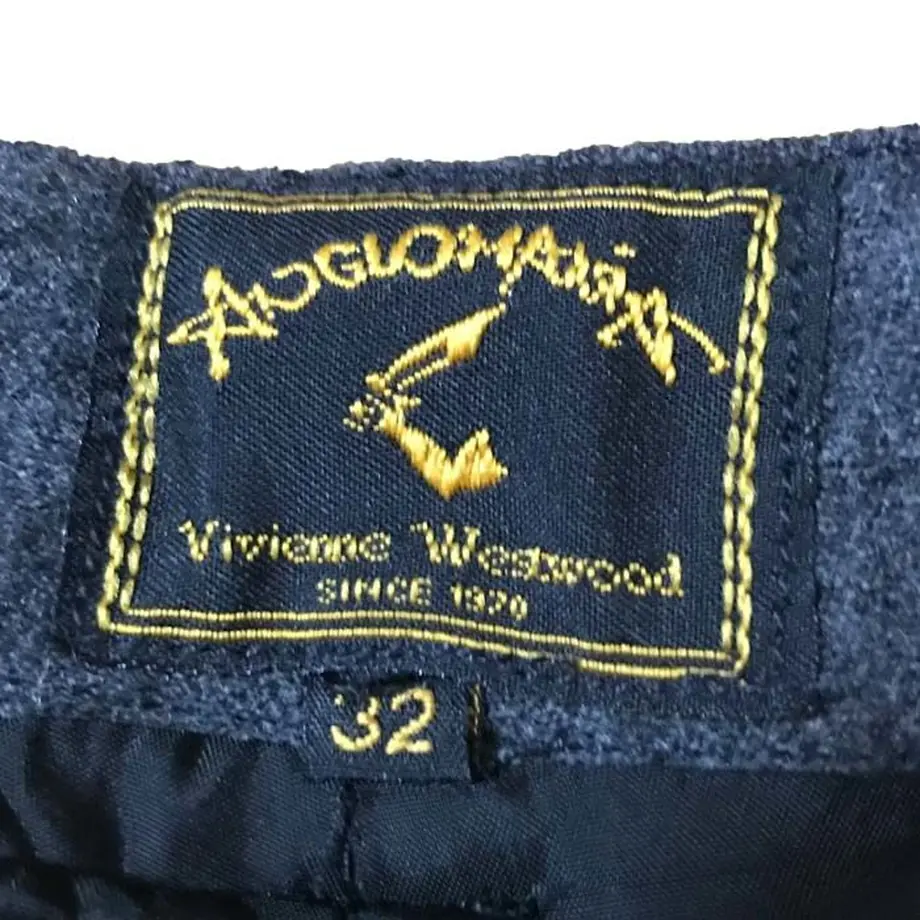 ANGLOMANIA
Vivienne Westwood
SINCE 1970
32